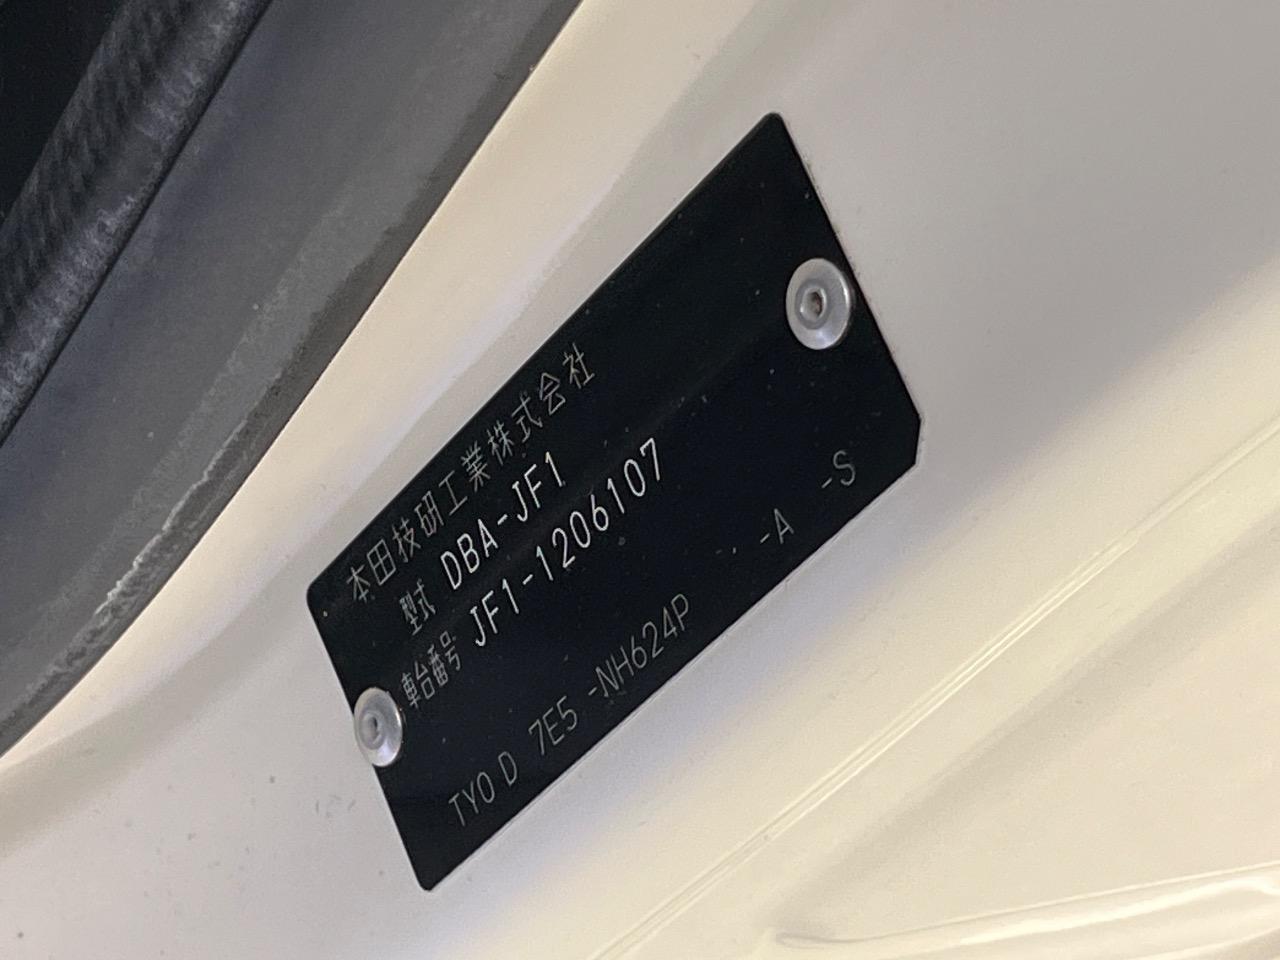 本田技研工業株式会社
型式 DBA-JF1
車台番号 JF1-1206107
TY0 D 7E5 -NH624P -A -S